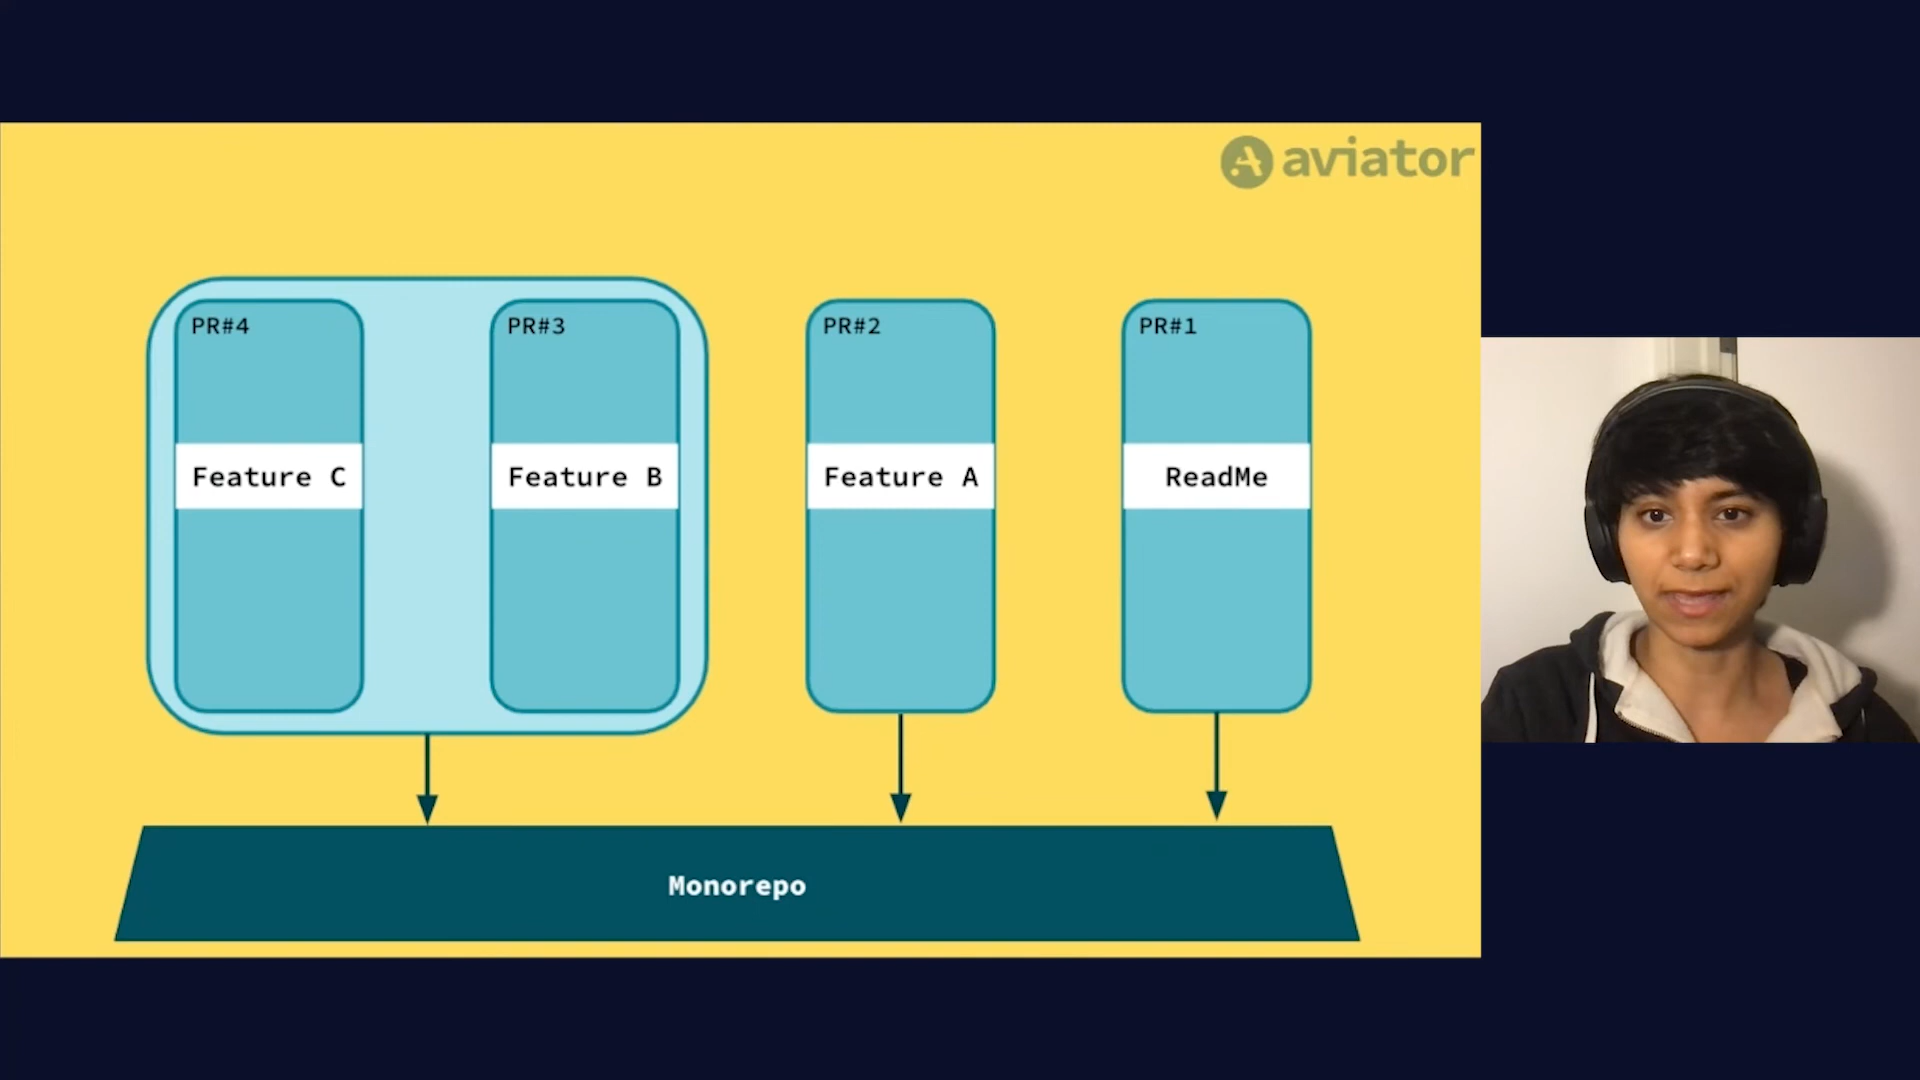 aviator
PR#4
PR#3
PR#2
PR#1
Feature C
Feature B
Feature A
ReadMe
Monorepo